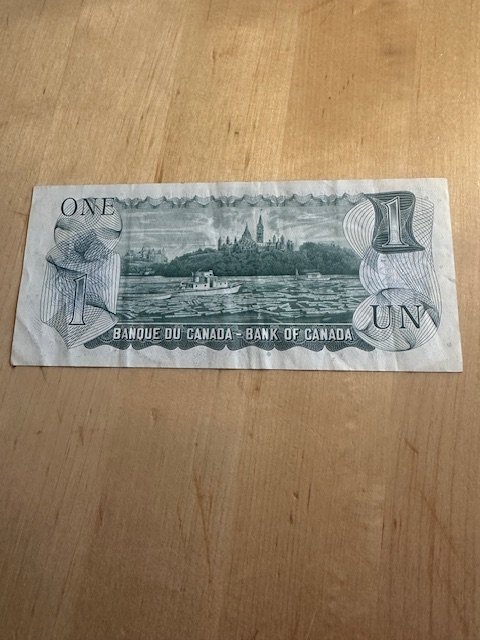 ONE
1
1
UN
BANQUE DU CANADA - BANK OF CANADA